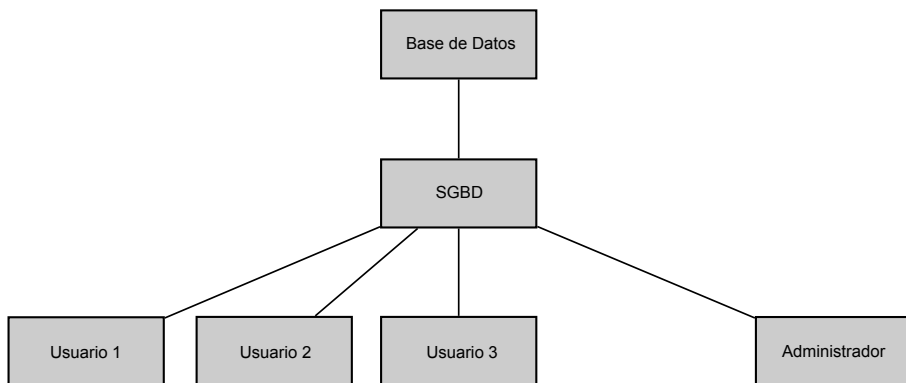 Base de Datos
SGBD
Usuario 1
Usuario 2
Usuario 3
Administrador